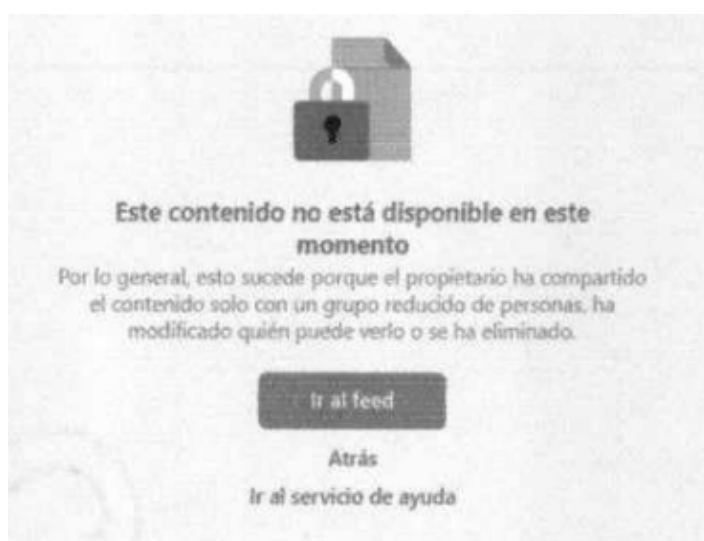 Este contenido no está disponible en este
momento
Por lo general, esto sucede porque el propietario ha compartido
el contenido solo con un grupo reducido de personas, ha
modificado quién puede verlo o se ha eliminado.
Ir al feed
Atrás
Ir al servicio de ayuda